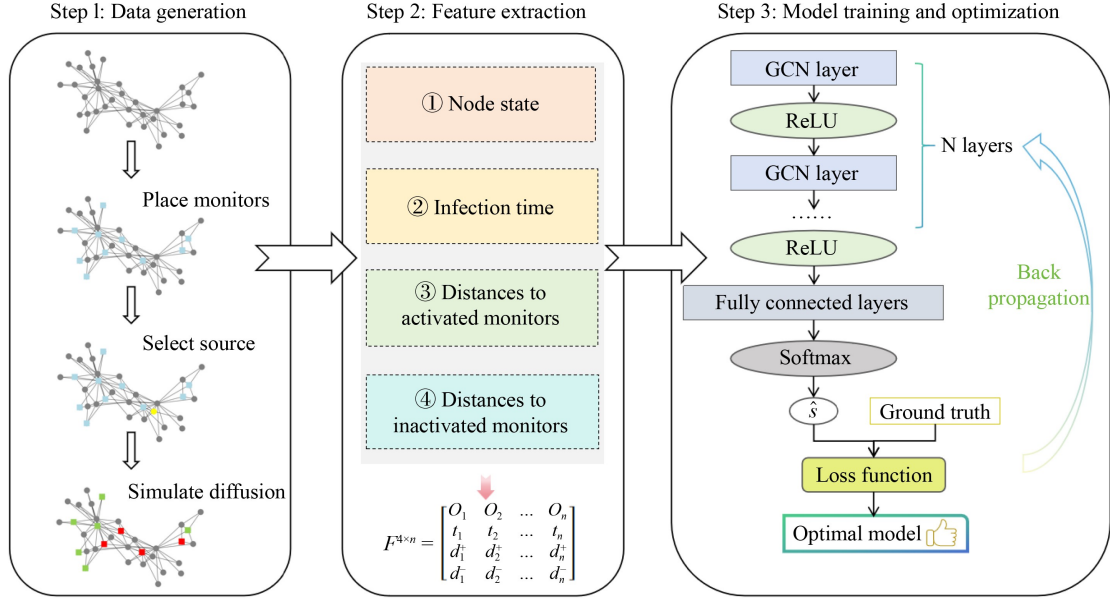 Step 1: Data generation
Place monitors
Select source
Simulate diffusion
Step 2: Feature extraction
① Node state
② Infection time
③ Distances to
activated monitors
④ Distances to
inactivated monitors
F^{4×n} =
O_1 O_2 ... O_n
t_1 t_2 ... t_n
d_1^+ d_2^+ ... d_n^+
d_1^- d_2^- ... d_n^-
Step 3: Model training and optimization
GCN layer
ReLU
GCN layer
......
ReLU
N layers
Fully connected layers
Softmax
ŝ
Ground truth
Loss function
Optimal model
Back
propagation